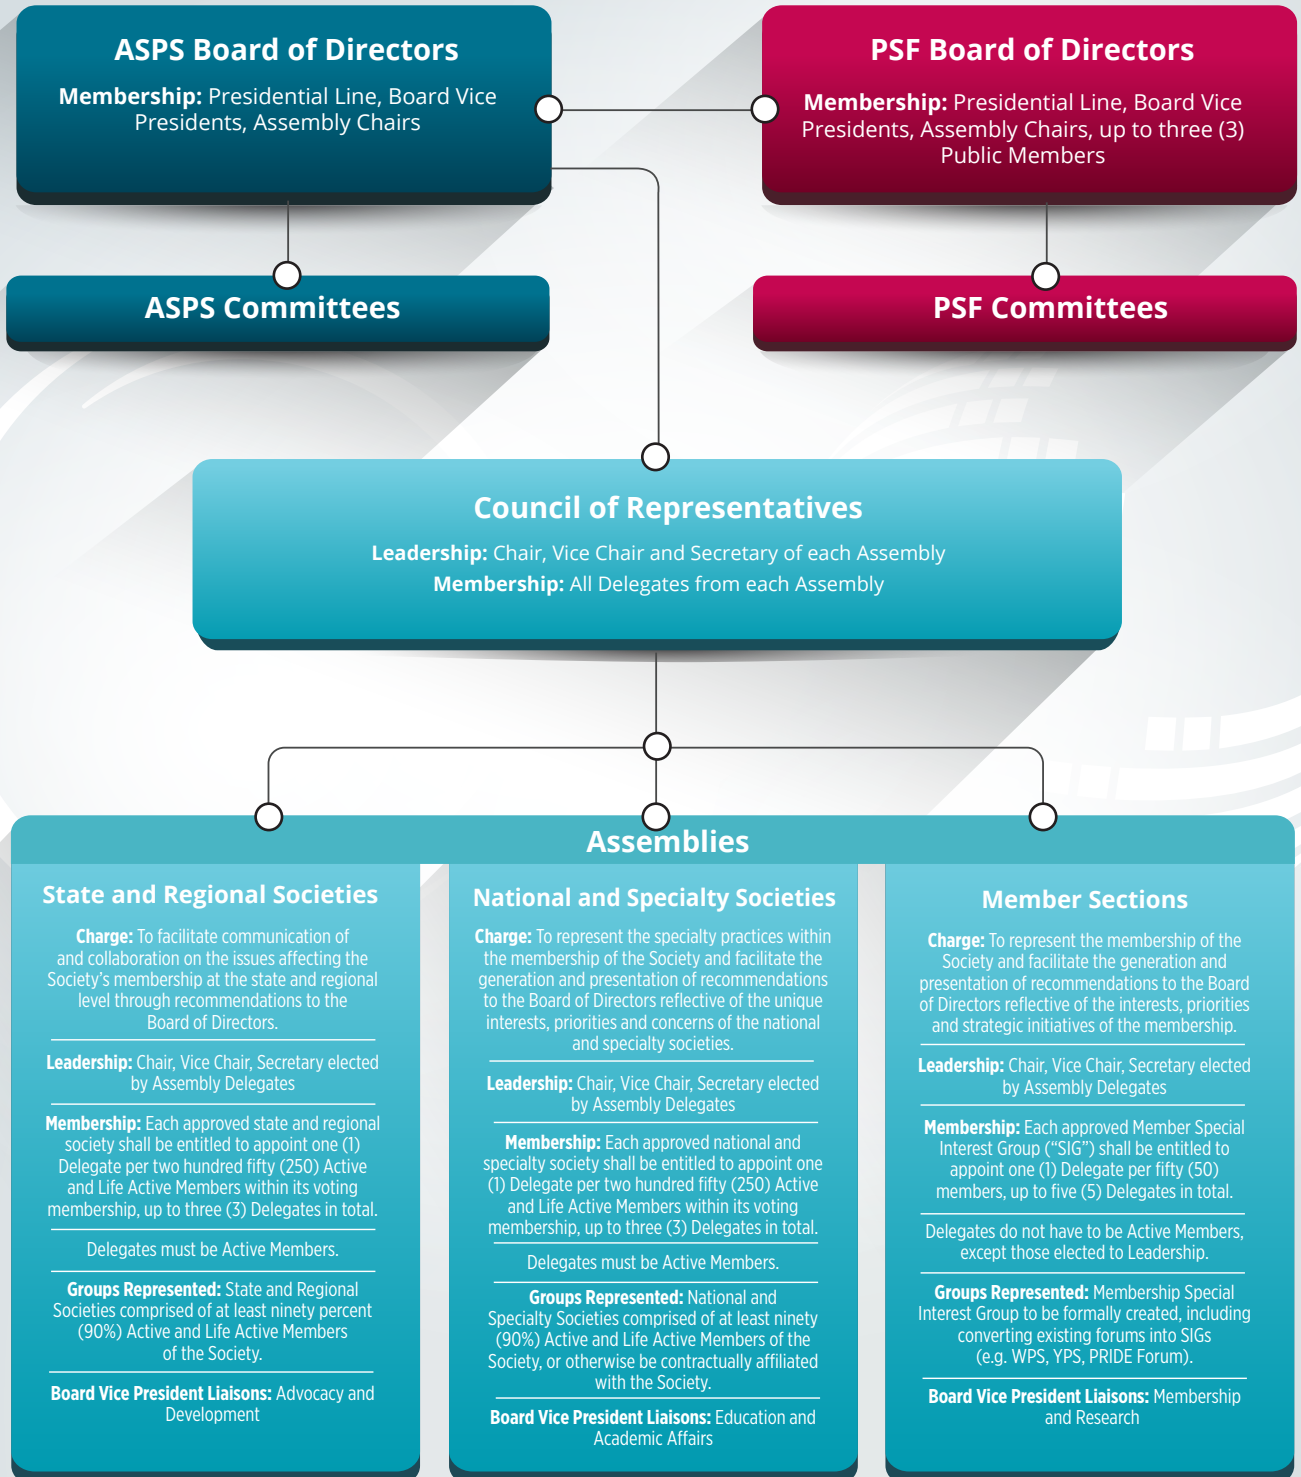 ASPS Board of Directors
Membership: Presidential Line, Board Vice
Presidents, Assembly Chairs
PSF Board of Directors
Membership: Presidential Line, Board Vice
Presidents, Assembly Chairs, up to three (3)
Public Members
ASPS Committees
PSF Committees
Council of Representatives
Leadership: Chair, Vice Chair and Secretary of each Assembly
Membership: All Delegates from each Assembly
Assemblies
State and Regional Societies
Charge: To facilitate communication of
and collaboration on the issues affecting the
Society’s membership at the state and regional
level through recommendations to the
Board of Directors.
Leadership: Chair, Vice Chair, Secretary elected
by Assembly Delegates
Membership: Each approved state and regional
society shall be entitled to appoint one (1)
Delegate per two hundred fifty (250) Active
and Life Active Members within its voting
membership, up to three (3) Delegates in total.
Delegates must be Active Members.
Groups Represented: State and Regional
Societies comprised of at least ninety percent
(90%) Active and Life Active Members
of the Society.
Board Vice President Liaisons: Advocacy and
Development
National and Specialty Societies
Charge: To represent the specialty practices within
the membership of the Society and facilitate the
generation and presentation of recommendations
to the Board of Directors reflective of the unique
interests, priorities and concerns of the national
and specialty societies.
Leadership: Chair, Vice Chair, Secretary elected
by Assembly Delegates
Membership: Each approved national and
specialty society shall be entitled to appoint one
(1) Delegate per two hundred fifty (250) Active
and Life Active Members within its voting
membership, up to three (3) Delegates in total.
Delegates must be Active Members.
Groups Represented: National and
Specialty Societies comprised of at least ninety
(90%) Active and Life Active Members of the
Society, or otherwise be contractually affiliated
with the Society.
Board Vice President Liaisons: Education and
Academic Affairs
Member Sections
Charge: To represent the membership of the
Society and facilitate the generation and
presentation of recommendations to the Board
of Directors reflective of the interests, priorities
and strategic initiatives of the membership.
Leadership: Chair, Vice Chair, Secretary elected
by Assembly Delegates
Membership: Each approved Member Special
Interest Group (“SIG”) shall be entitled to
appoint one (1) Delegate per fifty (50)
members, up to five (5) Delegates in total.
Delegates do not have to be Active Members,
except those elected to Leadership.
Groups Represented: Membership Special
Interest Group to be formally created, including
converting existing forums into SIGs
(e.g. WPS, YPS, PRIDE Forum).
Board Vice President Liaisons: Membership
and Research